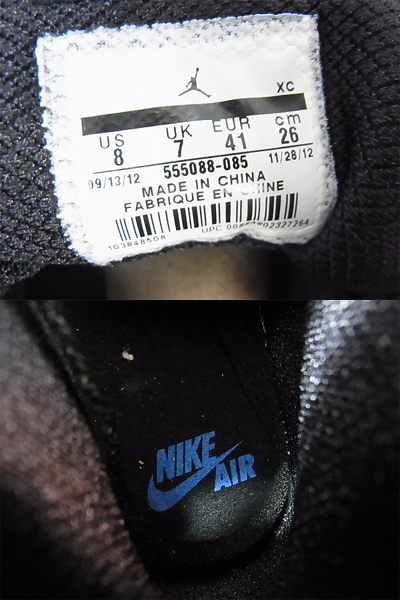 XC
US UK EUR cm
8 7 41 26
09/13/12 555088-085 11/28/12
MADE IN CHINA
FABRIQUE EN CHINE
103848508 UPC
NIKE
AIR